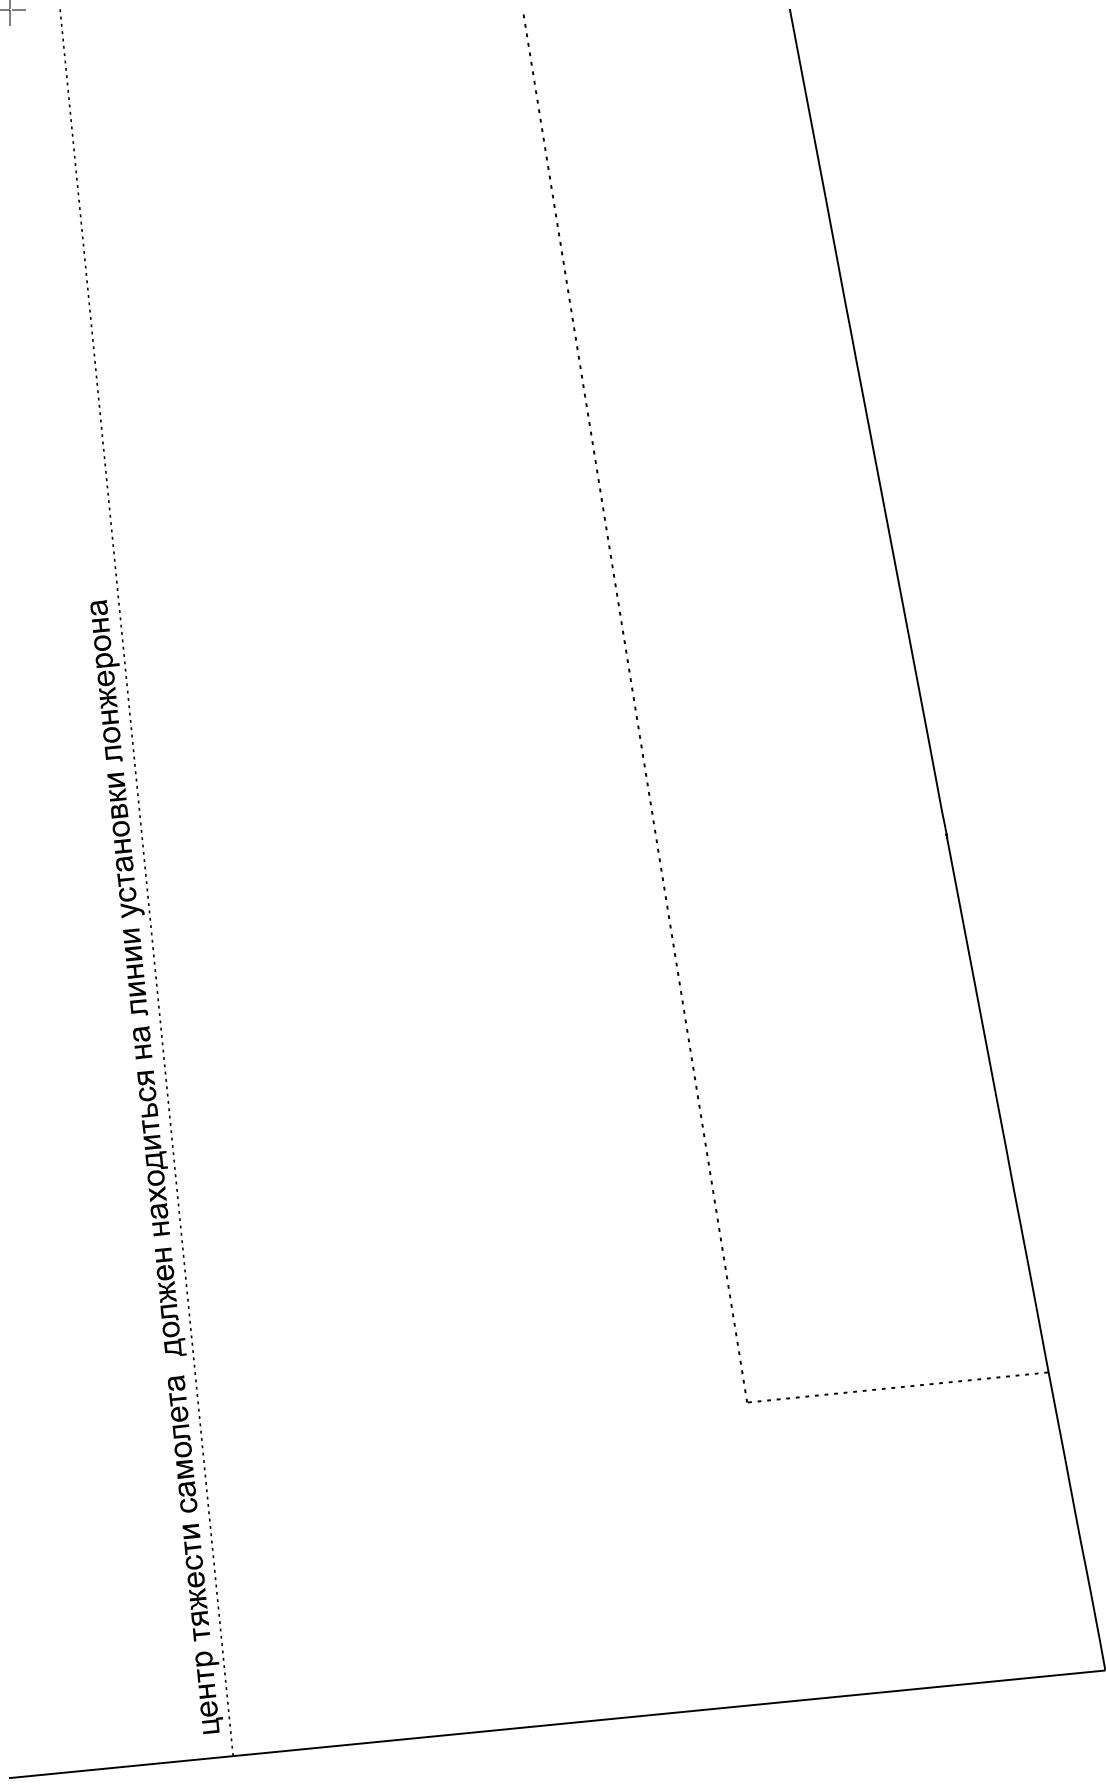 центр тяжести самолета  должен находиться на линии установки лонжерона